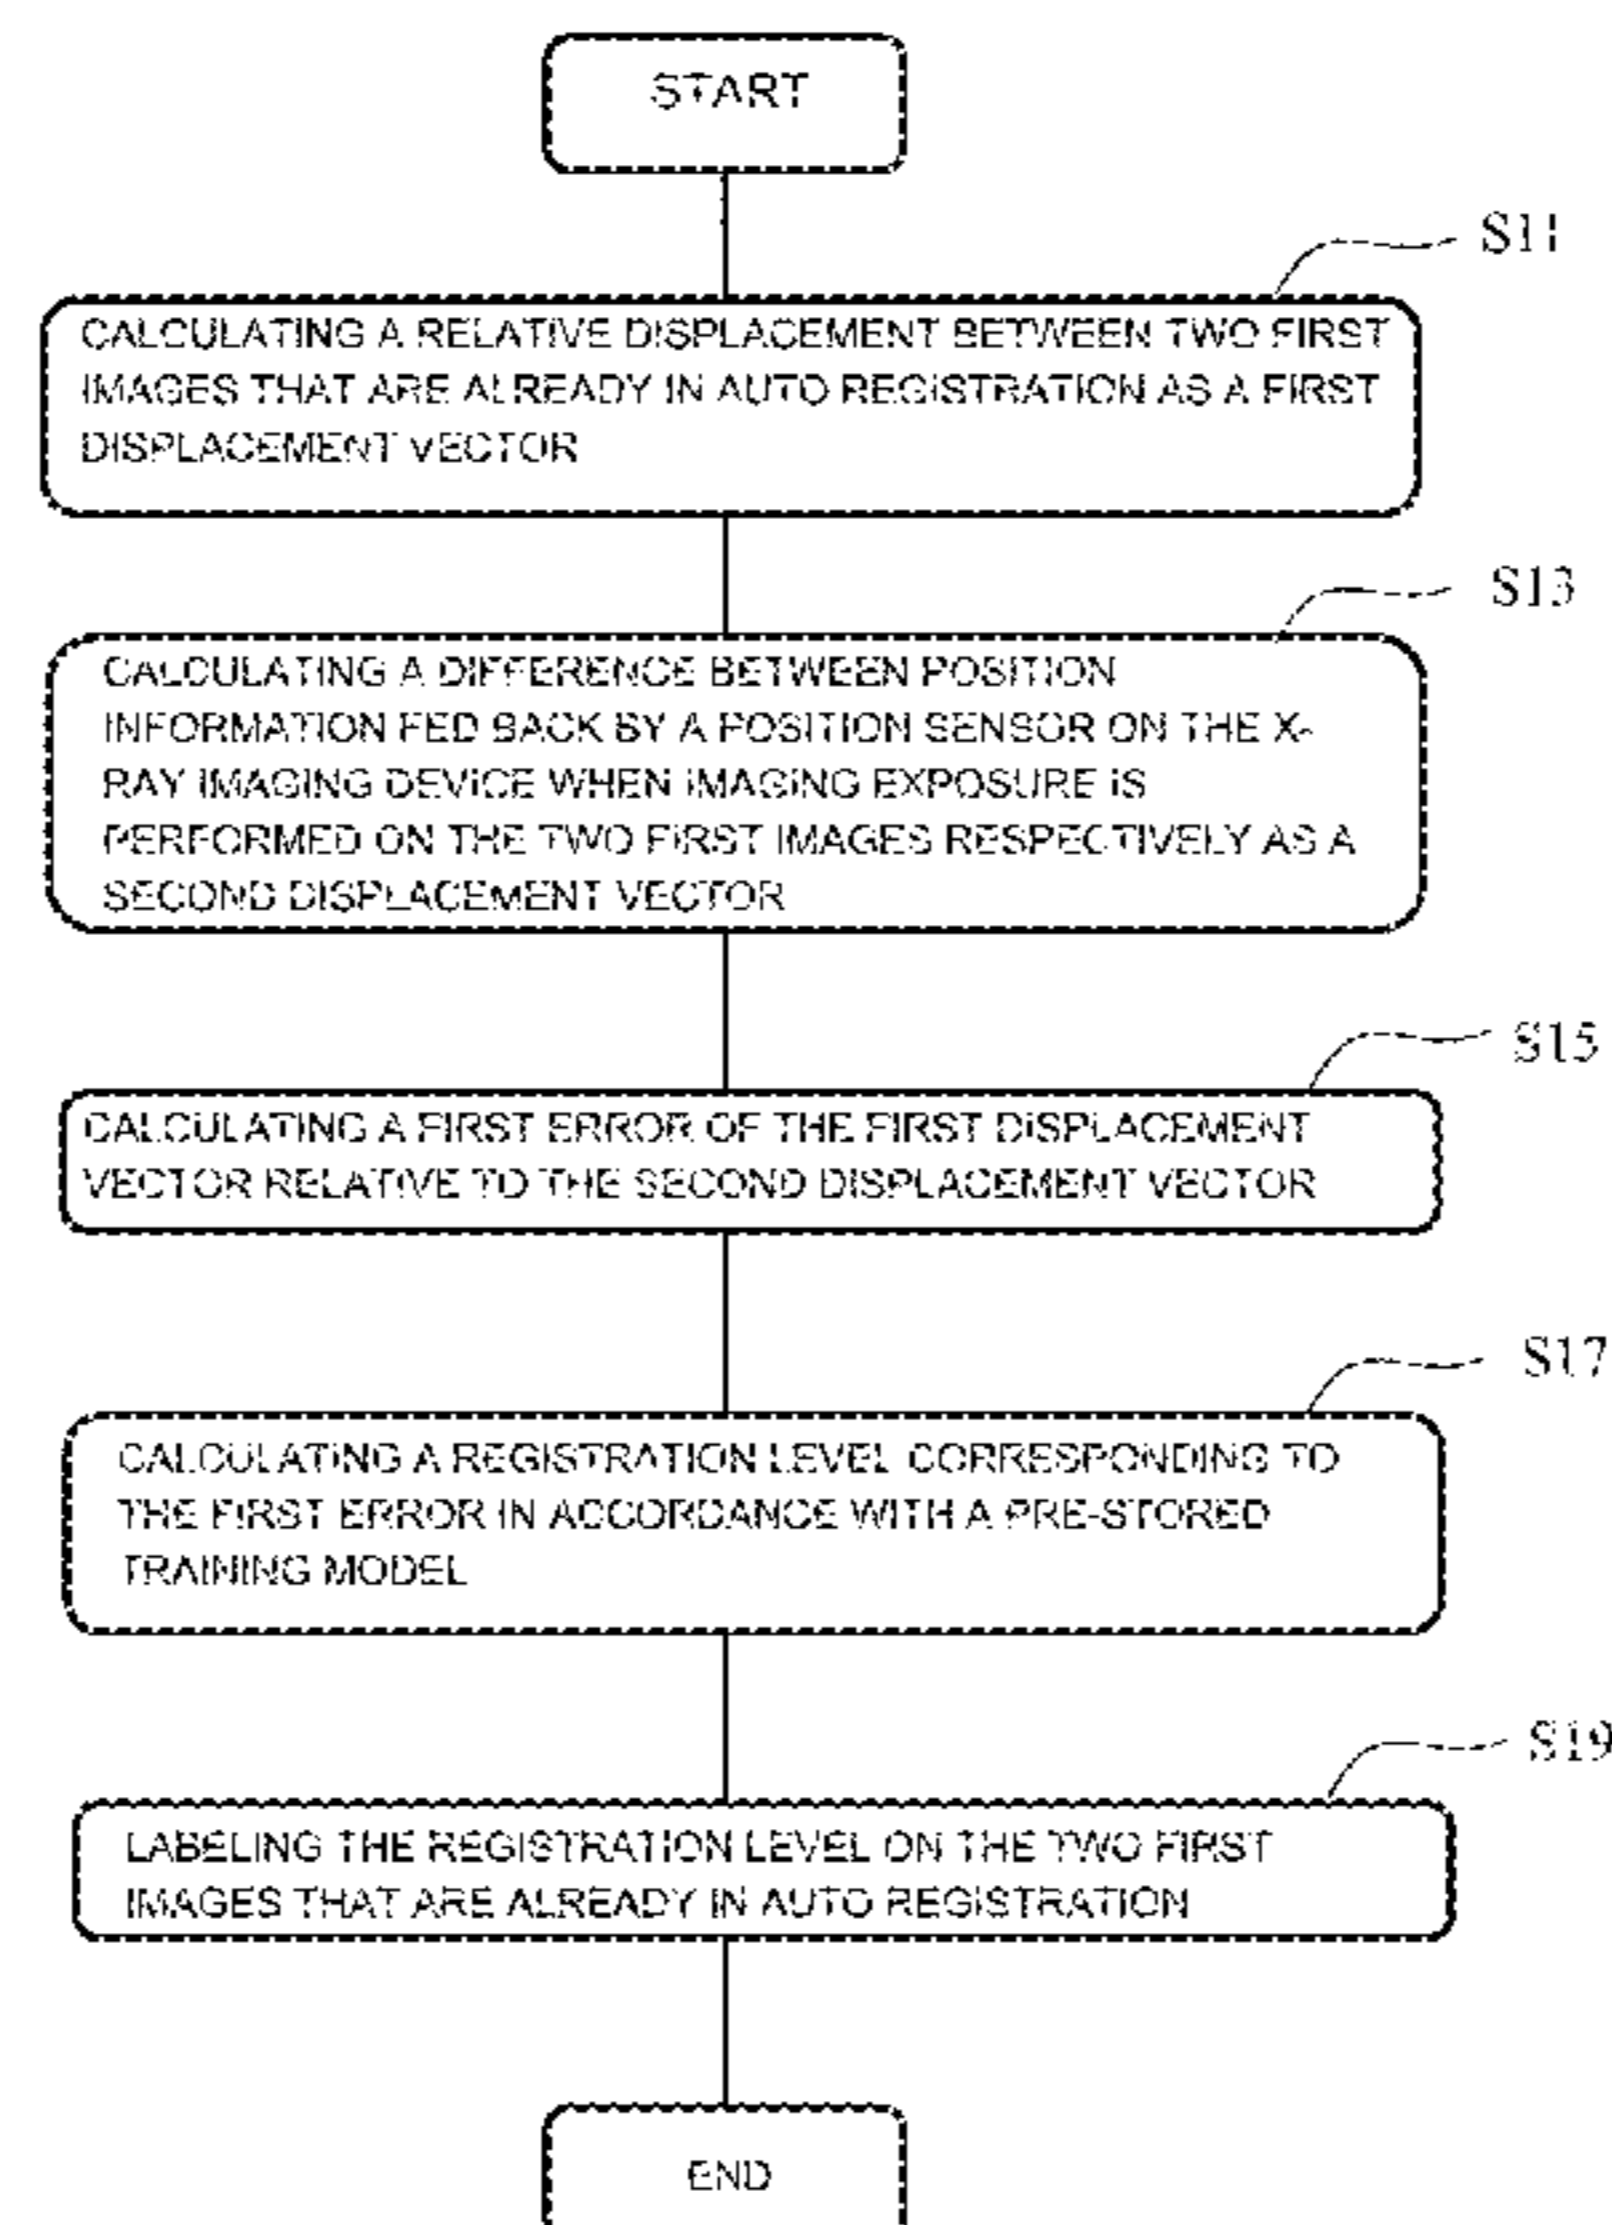 START
S11
CALCULATING A RELATIVE DISPLACEMENT BETWEEN TWO FIRST
IMAGES THAT ARE ALREADY IN AUTO REGISTRATION AS A FIRST
DISPLACEMENT VECTOR
S13
CALCULATING A DIFFERENCE BETWEEN POSITION
INFORMATION FED BACK BY A POSITION SENSOR ON THE X-
RAY IMAGING DEVICE WHEN IMAGING EXPOSURE IS
PERFORMED ON THE TWO FIRST IMAGES RESPECTIVELY AS A
SECOND DISPLACEMENT VECTOR
S15
CALCULATING A FIRST ERROR OF THE FIRST DISPLACEMENT
VECTOR RELATIVE TO THE SECOND DISPLACEMENT VECTOR
S17
CALCULATING A REGISTRATION LEVEL CORRESPONDING TO
THE FIRST ERROR IN ACCORDANCE WITH A PRE-STORED
TRAINING MODEL
S19
LABELING THE REGISTRATION LEVEL ON THE TWO FIRST
IMAGES THAT ARE ALREADY IN AUTO REGISTRATION
END